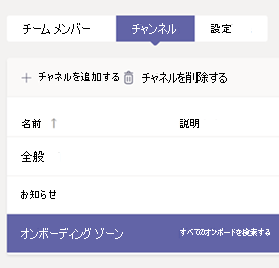 チーム メンバー チャンネル 設定
チャネルを追加する チャネルを削除する
名前 ↑ 説明
全般
お知らせ
オンボーディング ゾーン すべてのオンボードを検索する